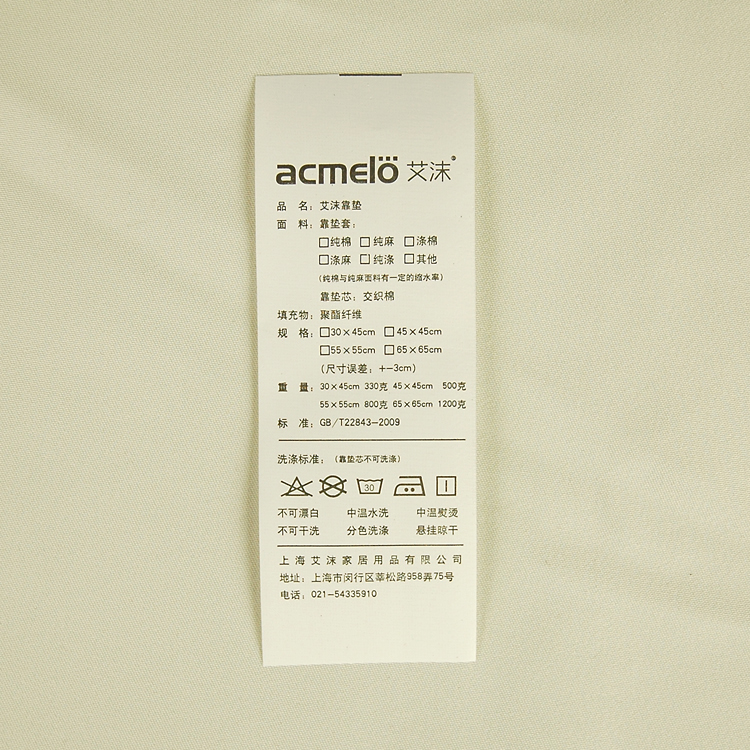 acmelö 艾沫®
品 名：艾沫靠垫
面 料：靠垫套：
□纯棉 □纯麻 □涤棉
□涤麻 □纯涤 □其他
（纯棉与纯麻面料有一定的缩水率）
靠垫芯：交织棉
填充物：聚酯纤维
规 格：□30×45cm □45×45cm
□55×55cm □65×65cm
（尺寸误差：+-3cm）
重 量：30×45cm 330克 45×45cm 500克
55×55cm 800克 65×65cm 1200克
标 准：GB/T22843-2009
洗涤标准：（靠垫芯不可洗涤）
30
不可漂白 中温水洗 中温熨烫
不可干洗 分色洗涤 悬挂晾干
上海艾沫家居用品有限公司
地址：上海市闵行区莘松路958弄75号
电话：021-54335910